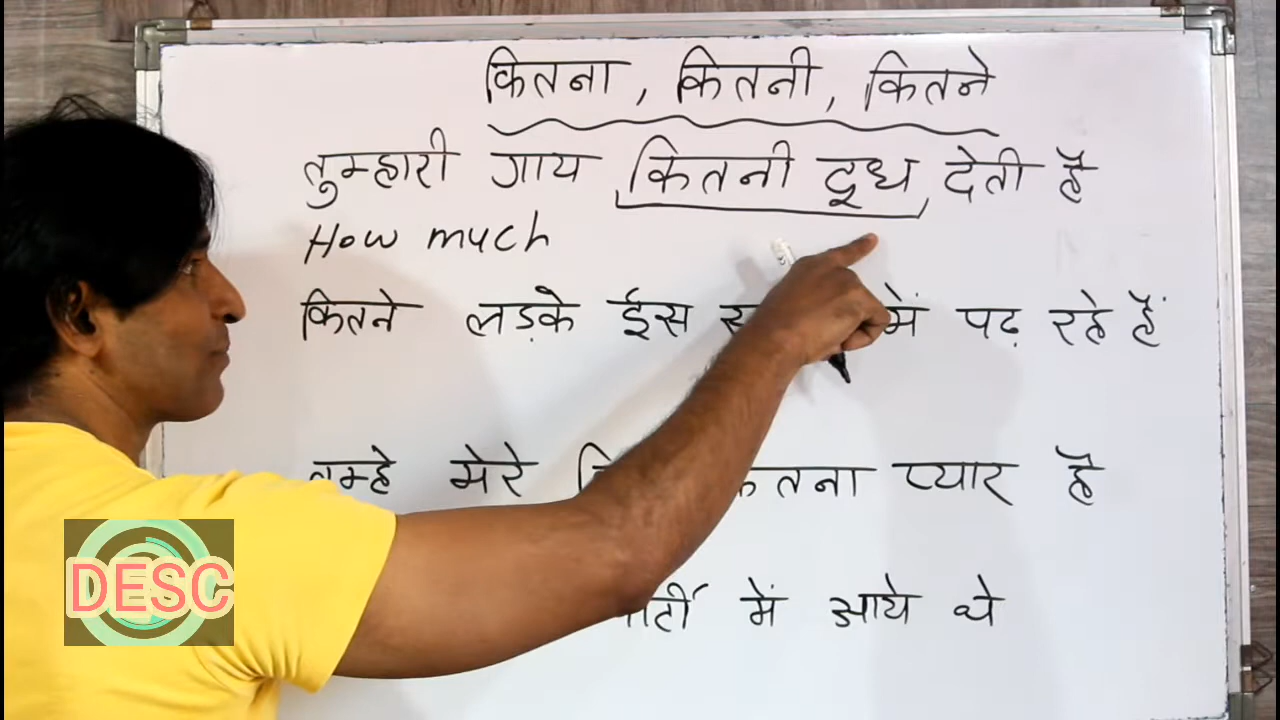 कितना, कितनी, कितने
तुम्हारी गाय कितनी दूध देती है
How much
कितने लड़के ईस में पढ़ रहे हैं
तुम्हे मेरे कितना प्यार है
में आये थे
DESC